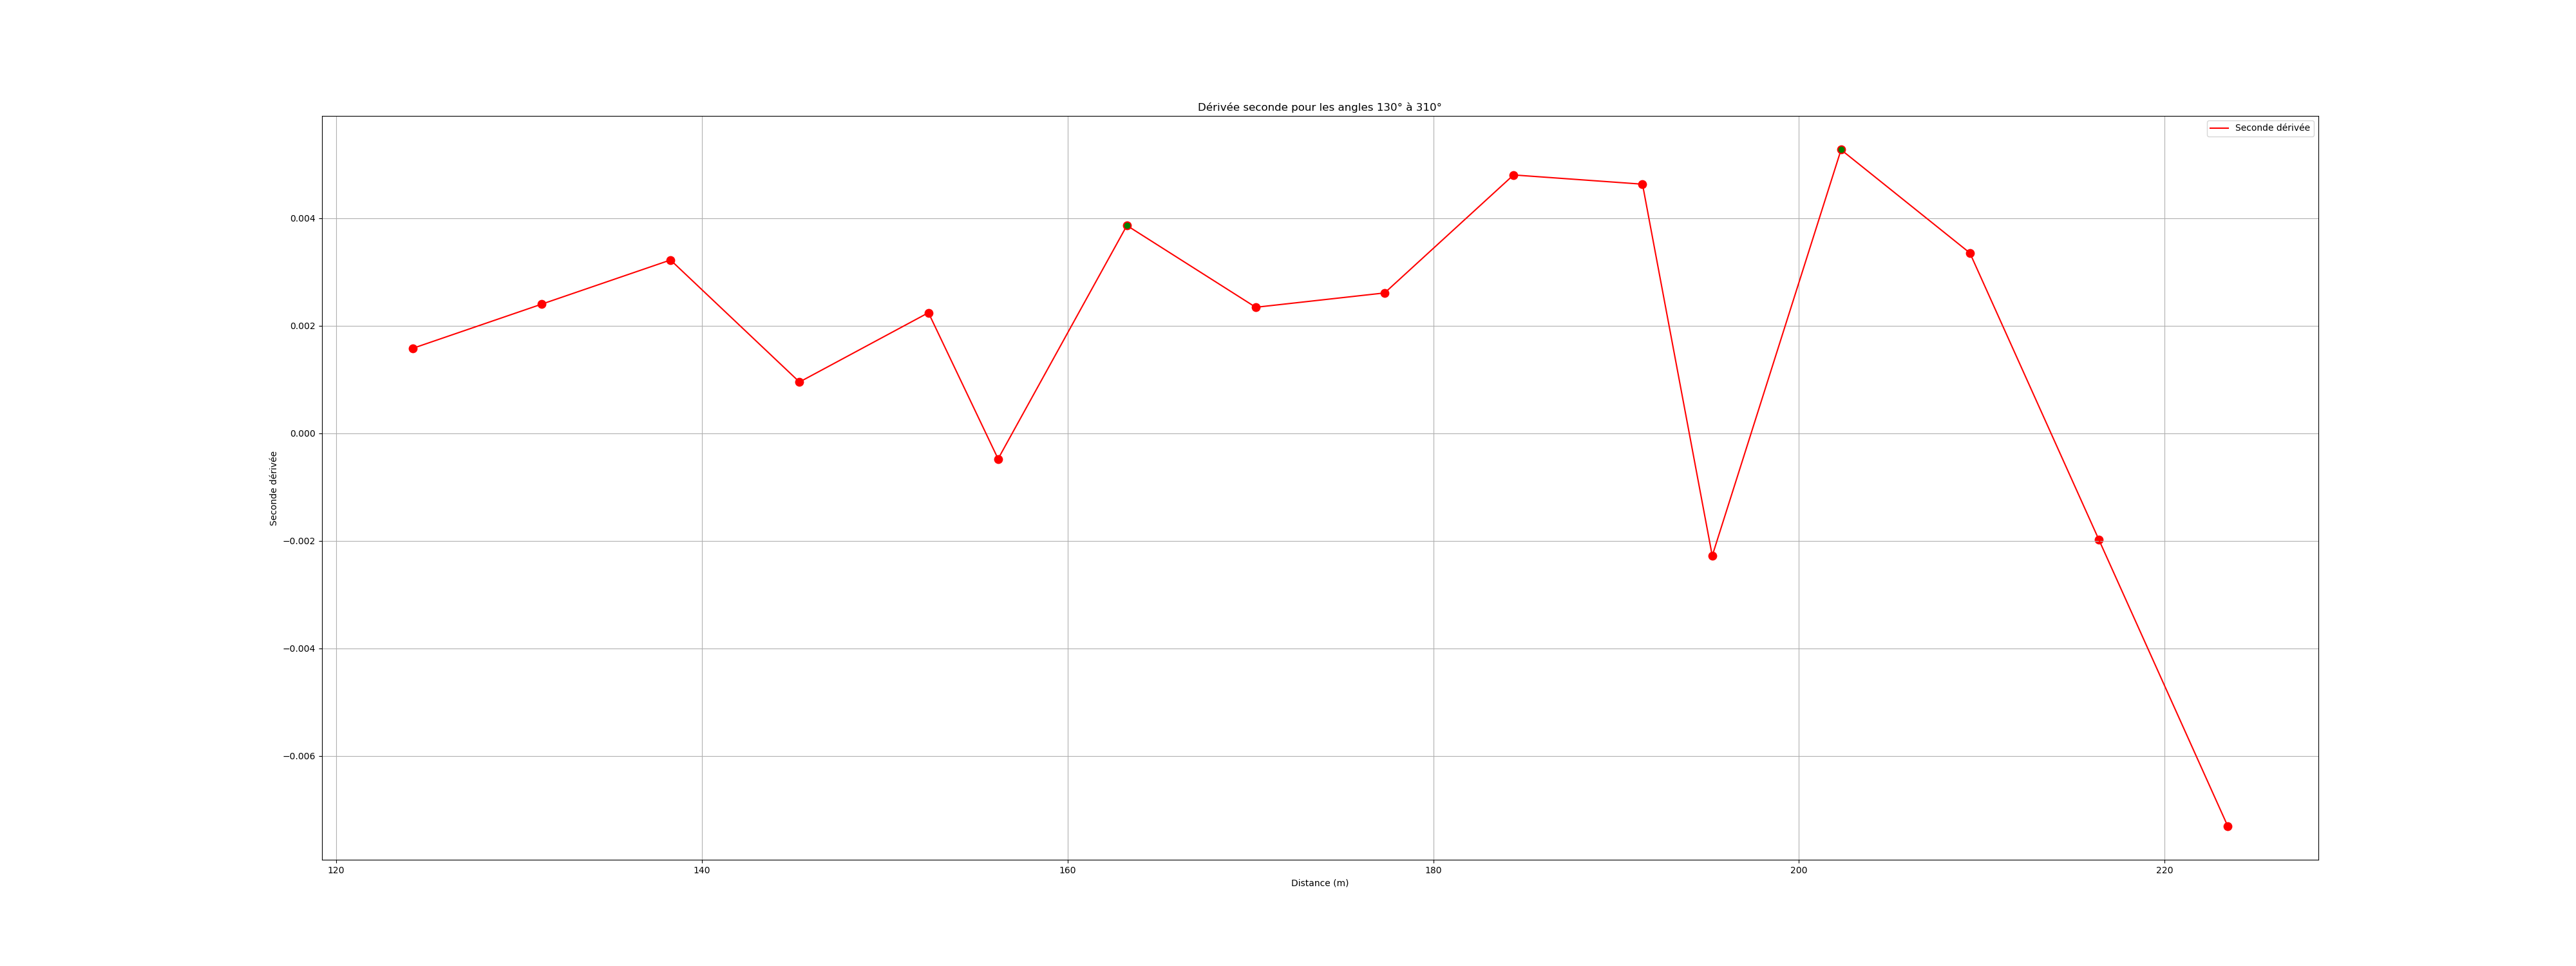 Dérivée seconde pour les angles 130° à 310°
Seconde dérivée
0.004
0.002
0.000
−0.002
−0.004
−0.006
Seconde dérivée
120 140 160 180 200 220
Distance (m)